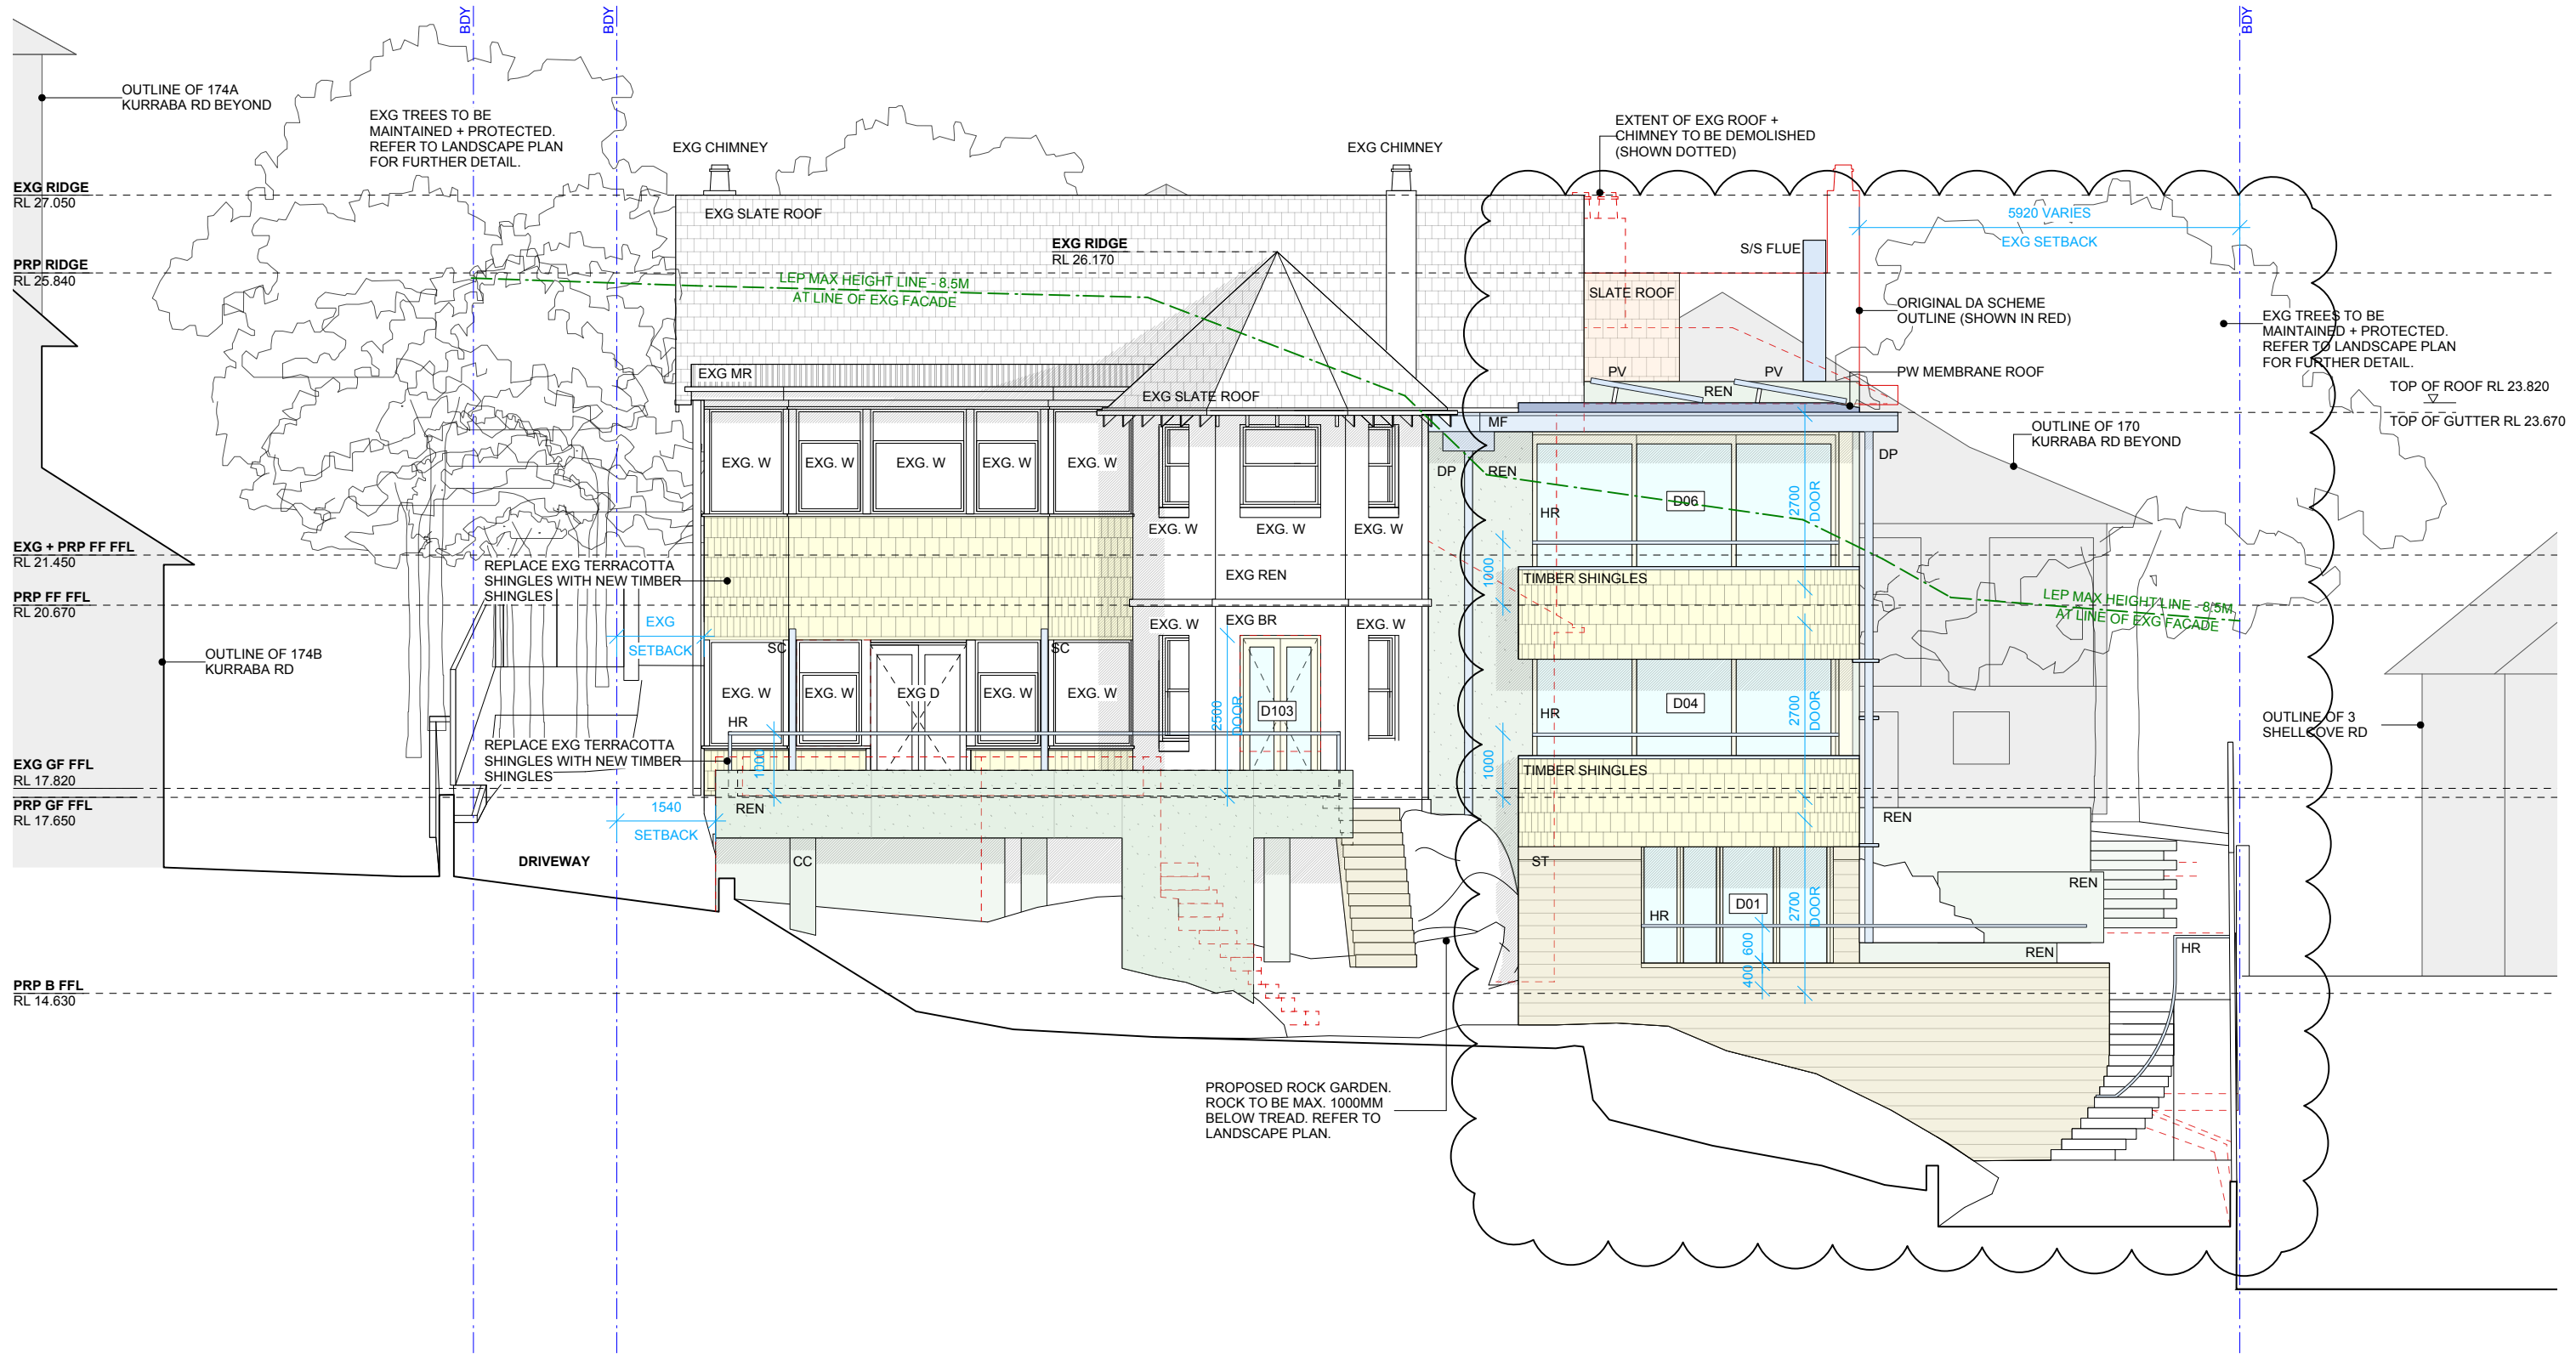 BDY
BDY
BDY
OUTLINE OF 174A
KURRABA RD BEYOND
EXG TREES TO BE
MAINTAINED + PROTECTED.
REFER TO LANDSCAPE PLAN
FOR FURTHER DETAIL.
EXG CHIMNEY
EXG CHIMNEY
EXTENT OF EXG ROOF +
CHIMNEY TO BE DEMOLISHED
(SHOWN DOTTED)
EXG RIDGE
RL 27.050
EXG SLATE ROOF
5920 VARIES
EXG SETBACK
EXG RIDGE
RL 26.170
S/S FLUE
PRP RIDGE
RL 25.840
LEP MAX HEIGHT LINE - 8.5M
AT LINE OF EXG FACADE
SLATE ROOF
ORIGINAL DA SCHEME
OUTLINE (SHOWN IN RED)
EXG TREES TO BE
MAINTAINED + PROTECTED.
REFER TO LANDSCAPE PLAN
FOR FURTHER DETAIL.
EXG MR
PV
PV
PW MEMBRANE ROOF
REN
EXG SLATE ROOF
TOP OF ROOF RL 23.820
TOP OF GUTTER RL 23.670
MF
OUTLINE OF 170
KURRABA RD BEYOND
EXG. W
EXG. W
EXG. W
EXG. W
EXG. W
DP
REN
DP
D06
2700
DOOR
HR
EXG. W
EXG. W
EXG. W
EXG + PRP FF FFL
RL 21.450
REPLACE EXG TERRACOTTA
SHINGLES WITH NEW TIMBER
SHINGLES
EXG REN
1000
TIMBER SHINGLES
PRP FF FFL
RL 20.670
LEP MAX HEIGHT LINE - 8.5M
AT LINE OF EXG FACADE
EXG
SETBACK
EXG. W
EXG BR
EXG. W
OUTLINE OF 174B
KURRABA RD
SC
SC
EXG. W
EXG. W
EXG D
EXG. W
EXG. W
D103
2500
DOOR
D04
2700
DOOR
HR
HR
OUTLINE OF 3
SHELLCOVE RD
REPLACE EXG TERRACOTTA
SHINGLES WITH NEW TIMBER
SHINGLES
1000
1000
EXG GF FFL
RL 17.820
TIMBER SHINGLES
PRP GF FFL
RL 17.650
1540
SETBACK
REN
REN
DRIVEWAY
CC
ST
REN
D01
HR
2700
DOOR
600
400
REN
HR
PRP B FFL
RL 14.630
PROPOSED ROCK GARDEN.
ROCK TO BE MAX. 1000MM
BELOW TREAD. REFER TO
LANDSCAPE PLAN.